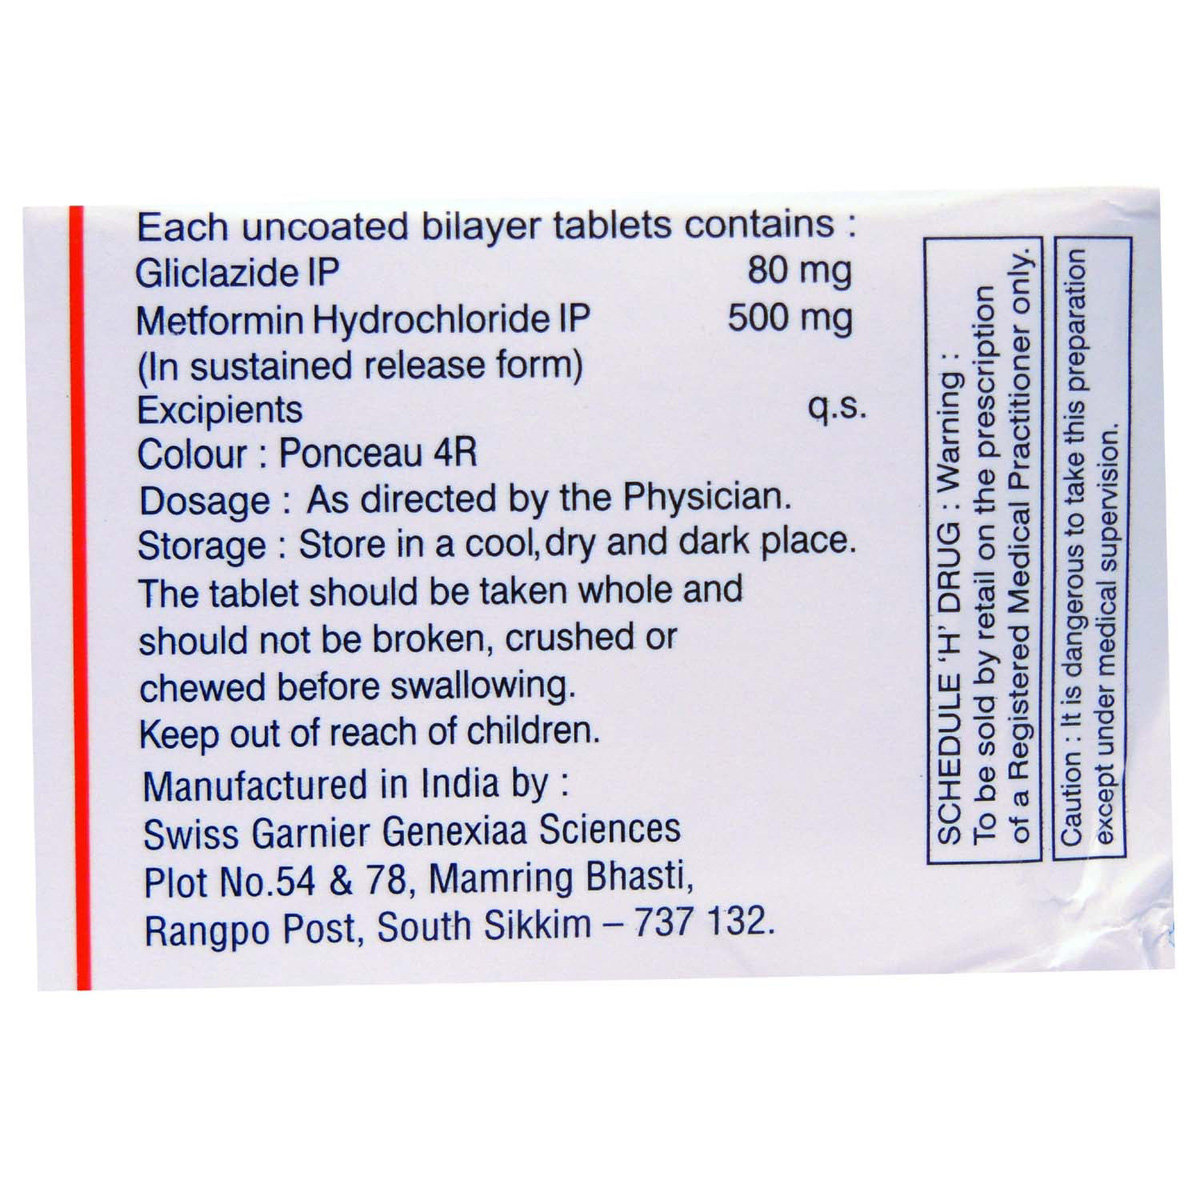 Each uncoated bilayer tablets contains :
Gliclazide IP 80 mg
Metformin Hydrochloride IP 500 mg
(In sustained release form)
Excipients q.s.
Colour : Ponceau 4R
Dosage : As directed by the Physician.
Storage : Store in a cool,dry and dark place.
The tablet should be taken whole and
should not be broken, crushed or
chewed before swallowing.
Keep out of reach of children.
Manufactured in India by :
Swiss Garnier Genexiaa Sciences
Plot No.54 & 78, Mamring Bhasti,
Rangpo Post, South Sikkim – 737 132.
SCHEDULE 'H' DRUG : Warning :
To be sold by retail on the prescription
of a Registered Medical Practitioner only.
Caution : It is dangerous to take this preparation
except under medical supervision.